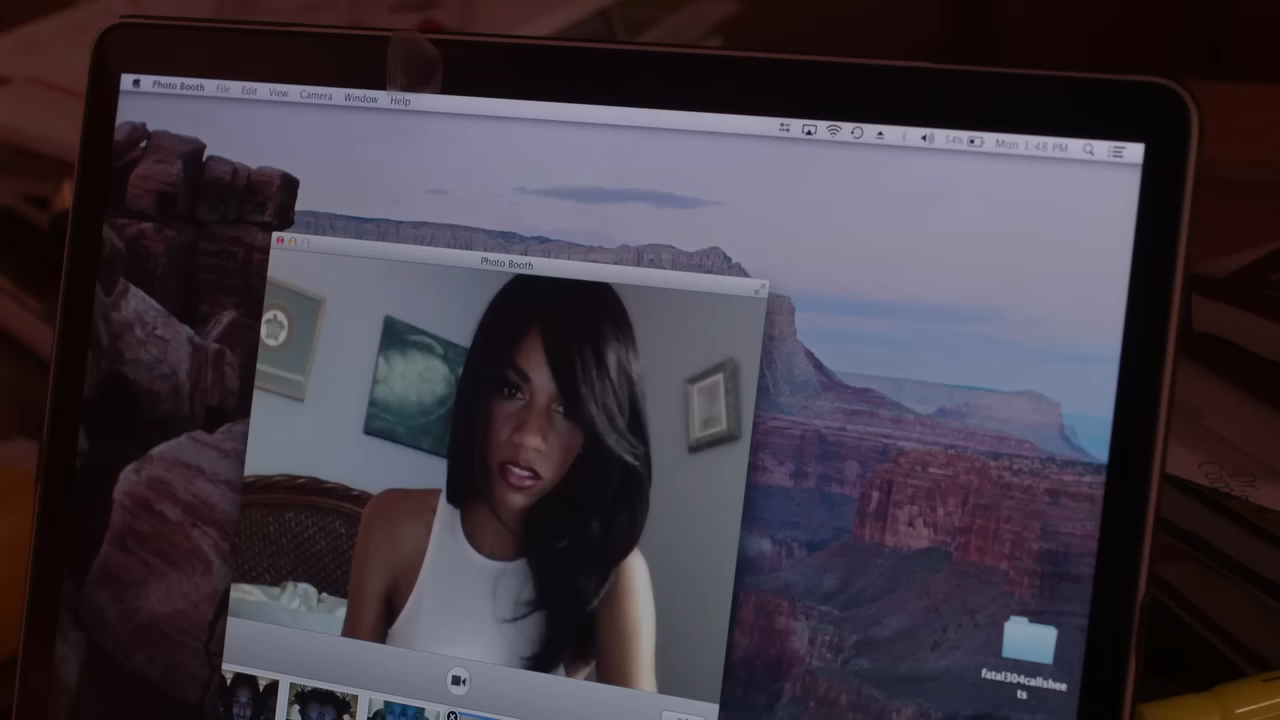 Photo Booth File Edit View Camera Window Help 54% Mon 1:48 PM
Photo Booth
fatal304callshee
ts